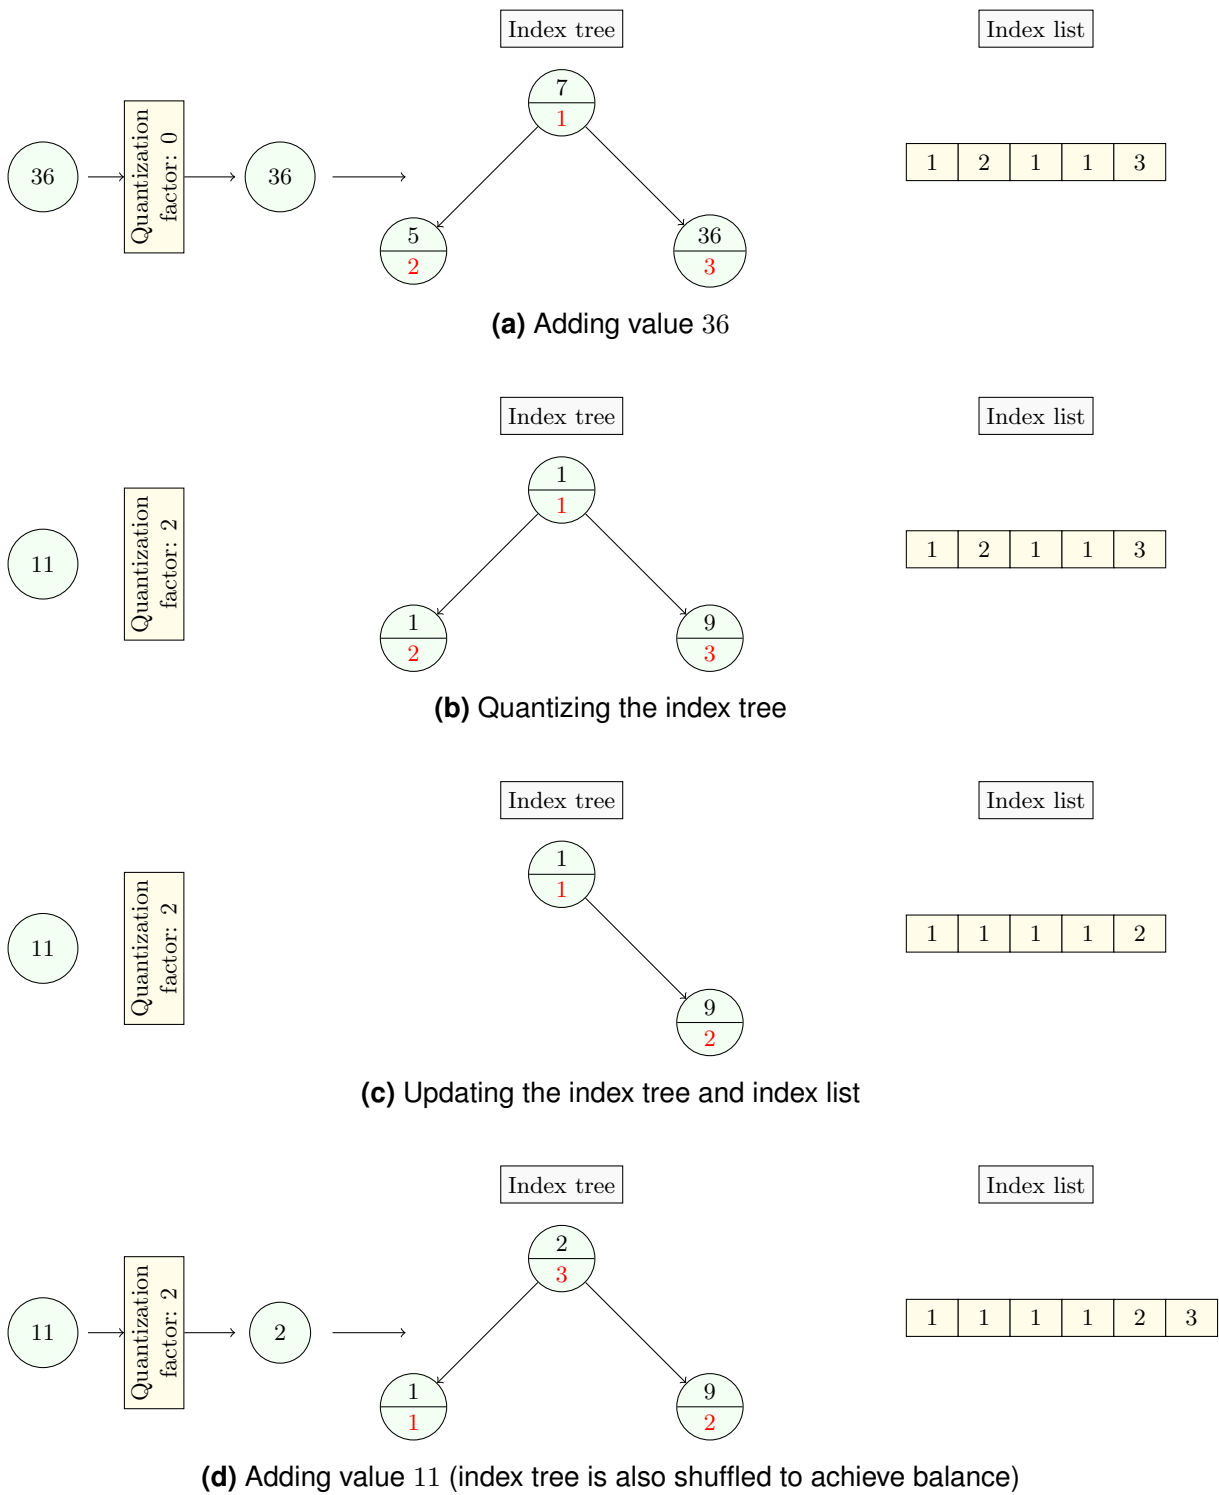 Index tree
Index list
36
Quantization
factor: 0
36
7
1
5
2
36
3
1 2 1 1 3
(a) Adding value 36
Index tree
Index list
11
Quantization
factor: 2
1
1
1
2
9
3
1 2 1 1 3
(b) Quantizing the index tree
Index tree
Index list
11
Quantization
factor: 2
1
1
9
2
1 1 1 1 2
(c) Updating the index tree and index list
Index tree
Index list
11
Quantization
factor: 2
2
2
3
1
1
9
2
1 1 1 1 2 3
(d) Adding value 11 (index tree is also shuffled to achieve balance)